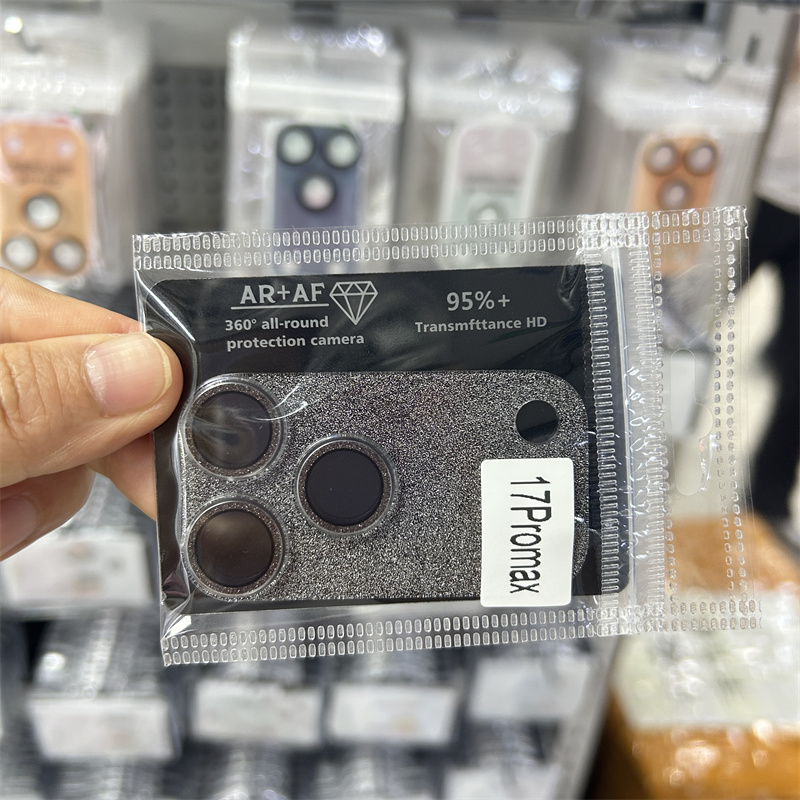 AR+AF
360° all-round
protection camera
95%+
Transmfttance HD
17Promax